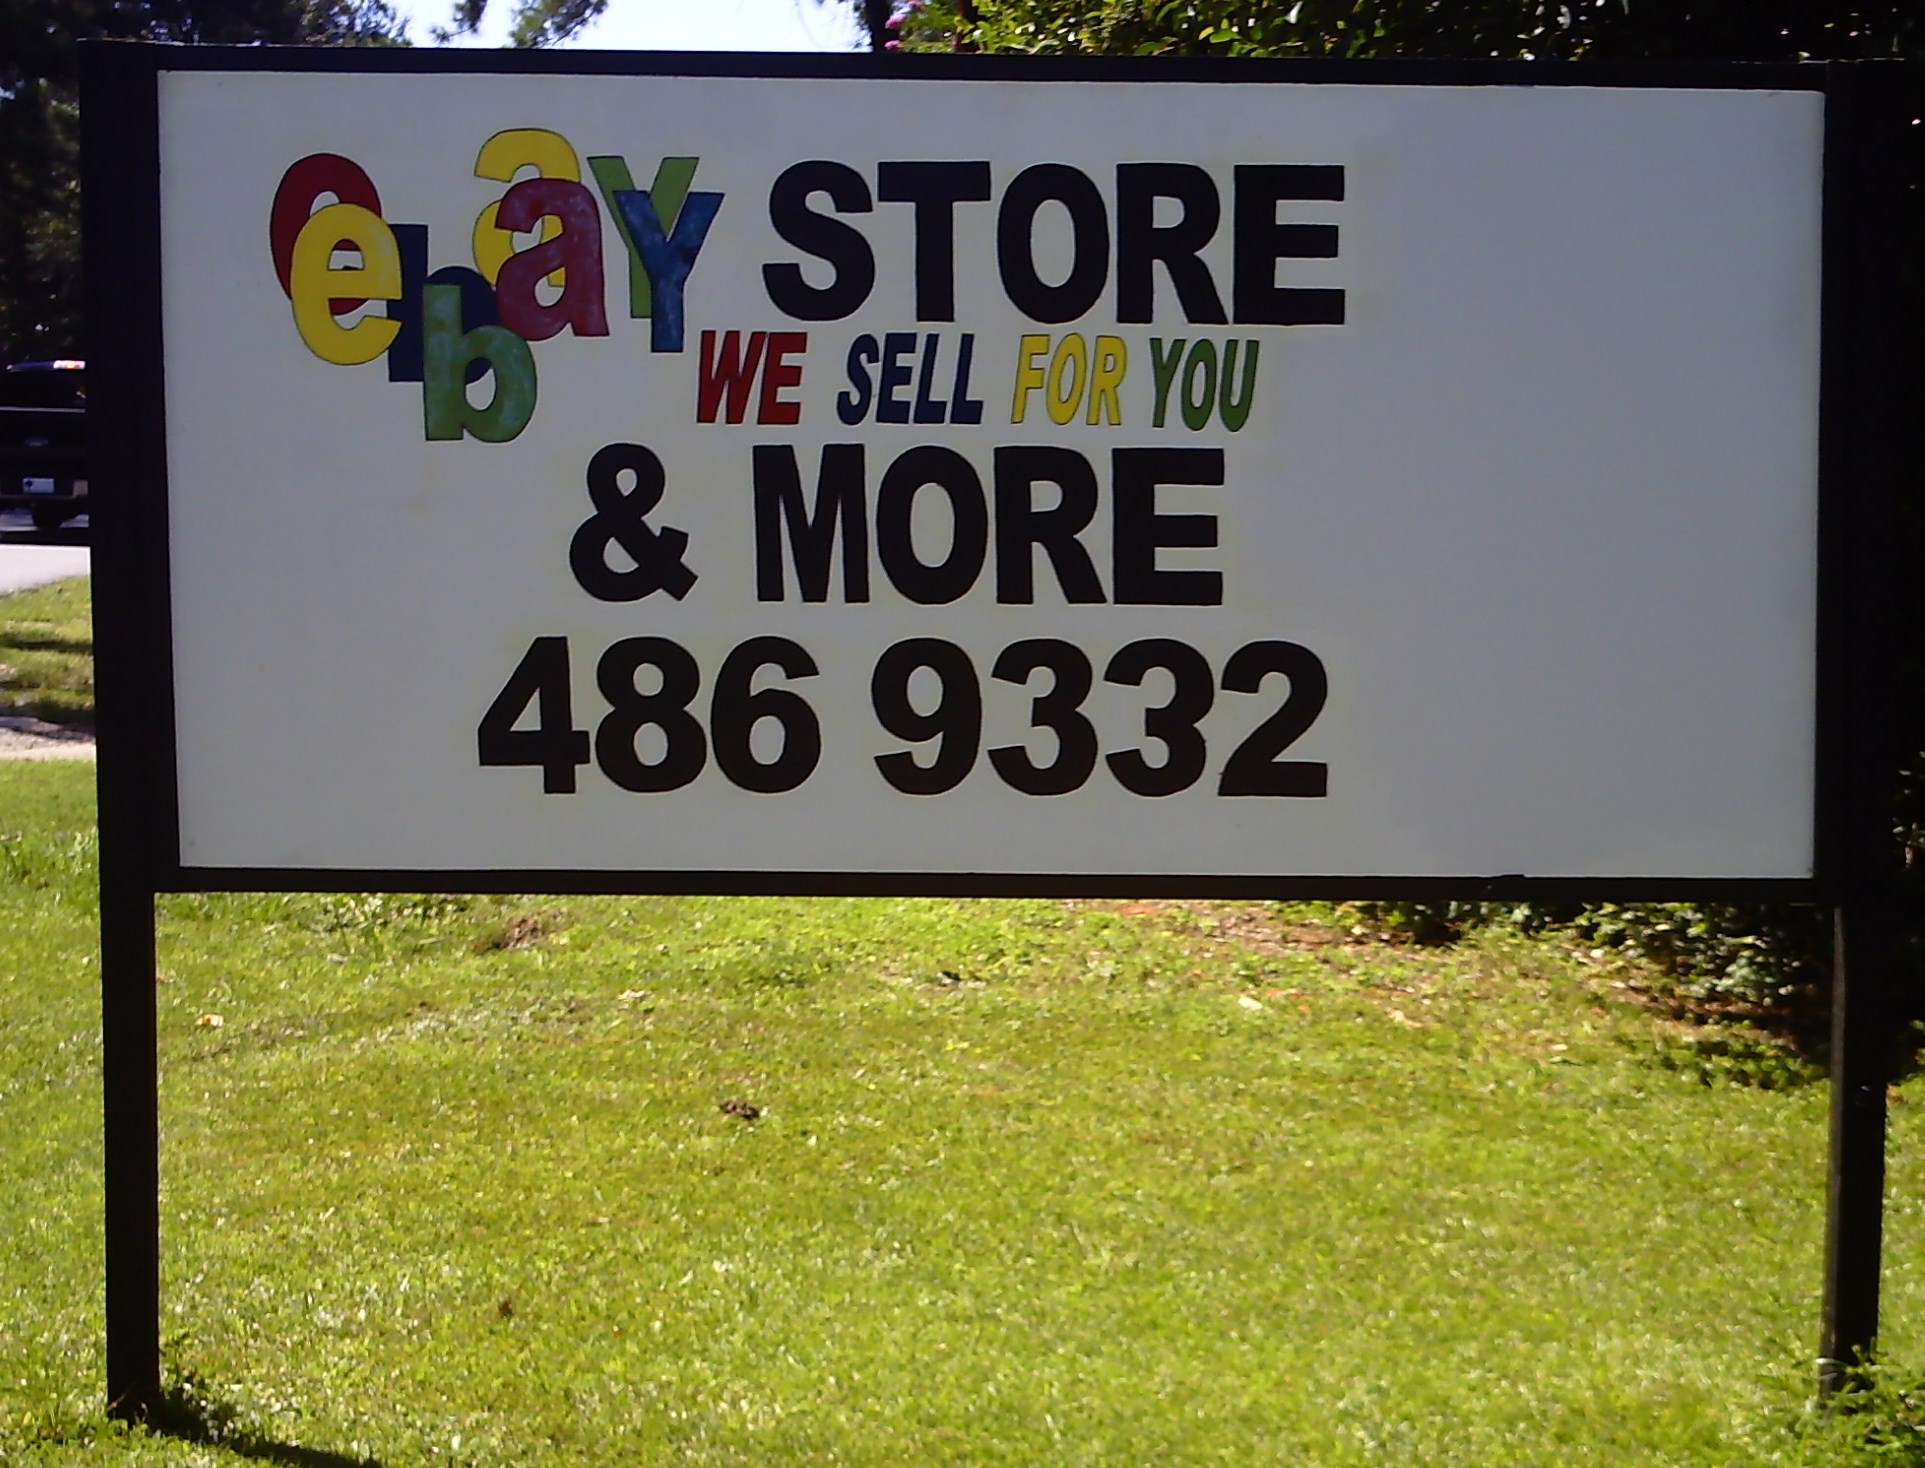 ebay STORE
WE SELL FOR YOU
& MORE
486 9332